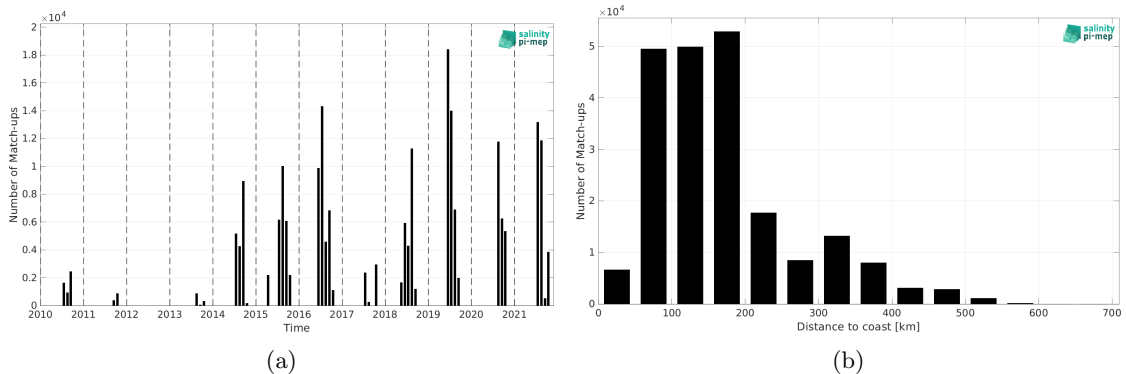 ×10⁴
2
1.8
1.6
1.4
1.2
1
0.8
0.6
0.4
0.2
0
Number of Match-ups
2010 2011 2012 2013 2014 2015 2016 2017 2018 2019 2020 2021
Time
salinity
pi-mep
(a)
×10⁴
5
4
3
2
1
0
Number of Match-ups
0 100 200 300 400 500 600 700
Distance to coast [km]
salinity
pi-mep
(b)